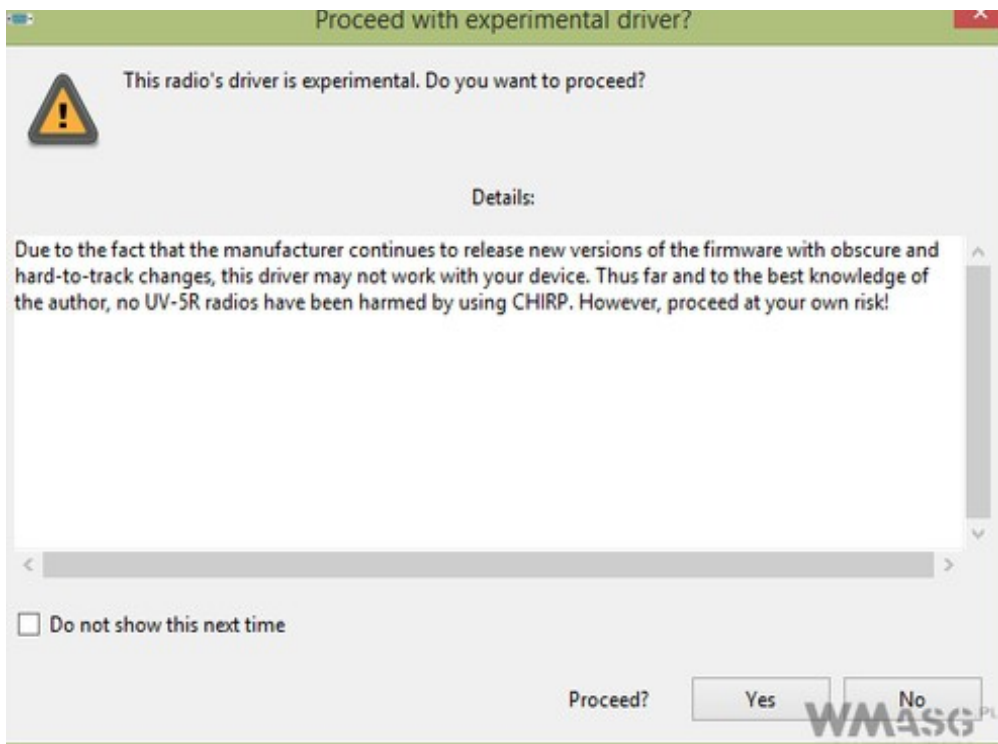 Proceed with experimental driver?
This radio's driver is experimental. Do you want to proceed?
Details:
Due to the fact that the manufacturer continues to release new versions of the firmware with obscure and
hard-to-track changes, this driver may not work with your device. Thus far and to the best knowledge of
the author, no UV-5R radios have been harmed by using CHIRP. However, proceed at your own risk!
Do not show this next time
Proceed? Yes No
WMASG.PL